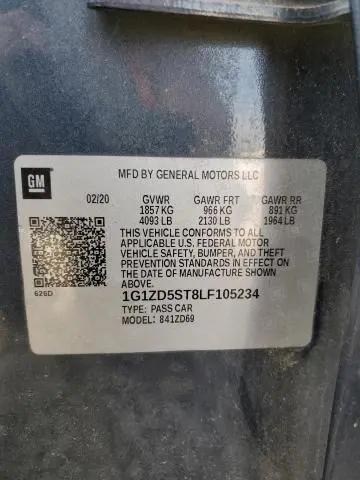 GM
MFD BY GENERAL MOTORS LLC
02/20 GVWR GAWR FRT GAWR RR
1857 KG 966 KG 891 KG
4093 LB 2130 LB 1964 LB
THIS VEHICLE CONFORMS TO ALL
APPLICABLE U.S. FEDERAL MOTOR
VEHICLE SAFETY, BUMPER, AND THEFT
PREVENTION STANDARDS IN EFFECT ON
THE DATE OF MANUFACTURE SHOWN
ABOVE.
626D
1G1ZD5ST8LF105234
TYPE: PASS CAR
MODEL: 841ZD69